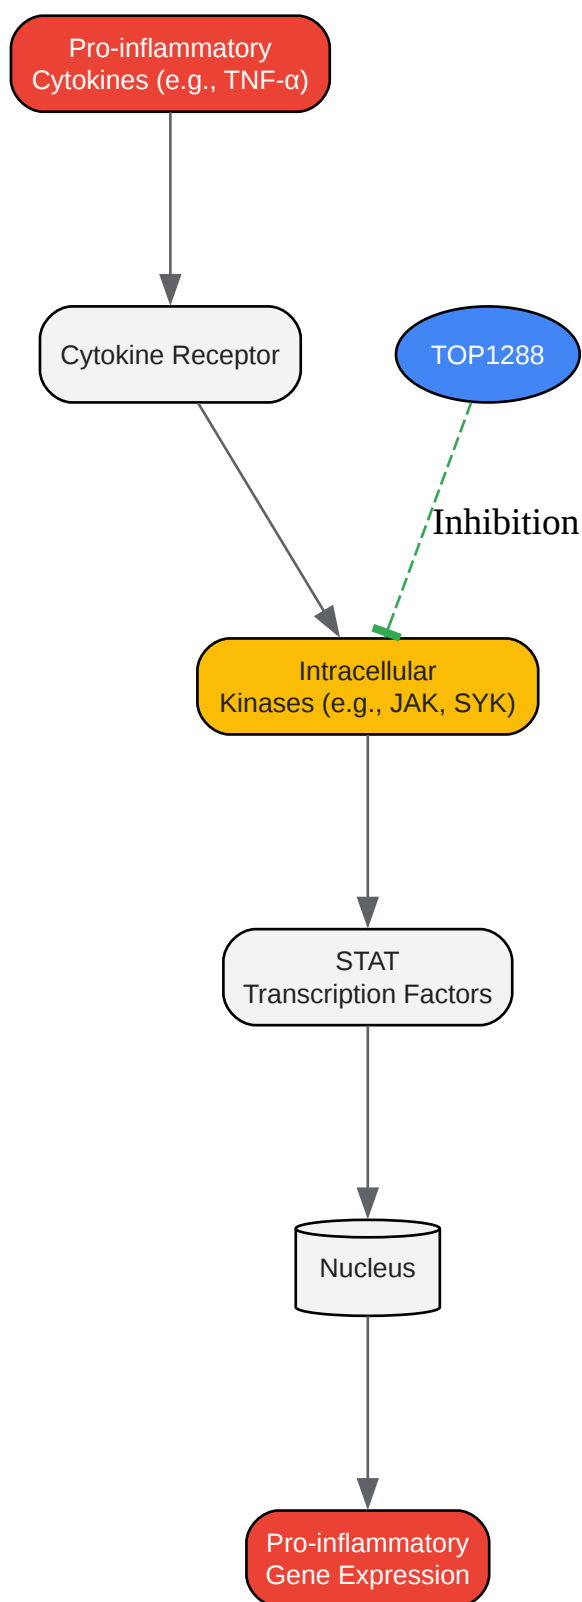 Pro-inflammatory
Cytokines (e.g., TNF-α)
Cytokine Receptor
TOP1288
Inhibition
Intracellular
Kinases (e.g., JAK, SYK)
STAT
Transcription Factors
Nucleus
Pro-inflammatory
Gene Expression